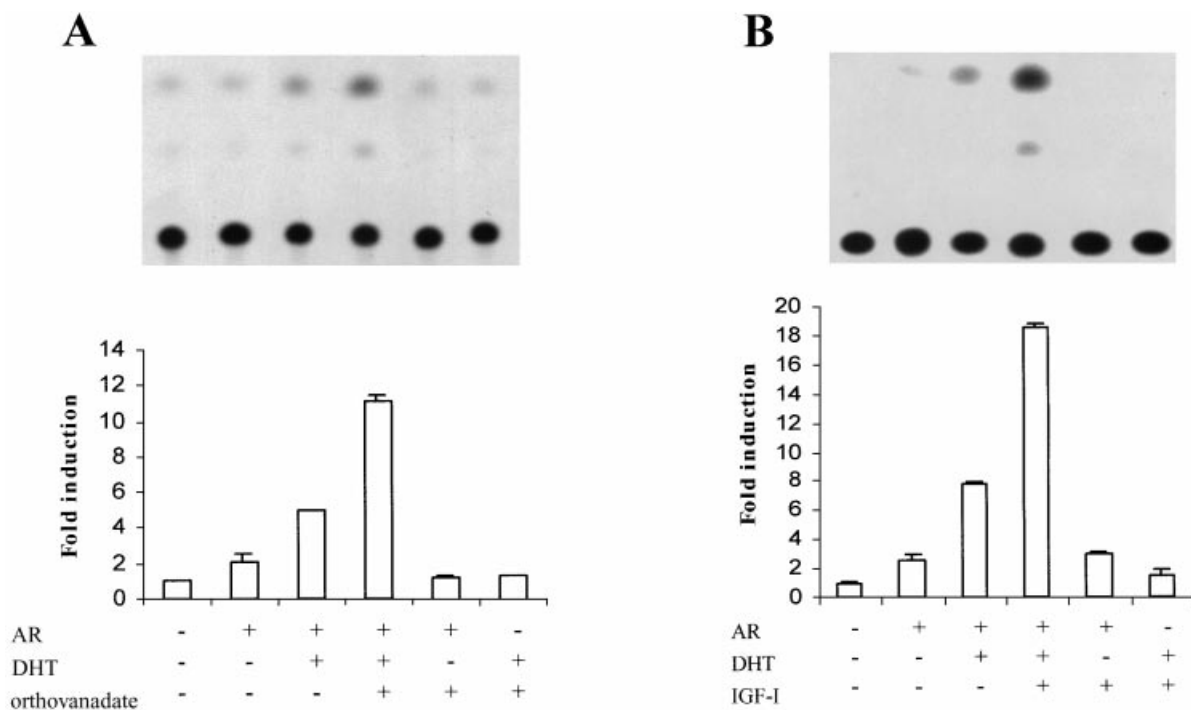 A
14
12
10
8
6
4
2
0
Fold induction
AR - + + + + -
DHT - - + + - +
orthovanadate - - - + + +
B
20
18
16
14
12
10
8
6
4
2
0
Fold induction
AR - + + + + -
DHT - - + + - +
IGF-I - - - + + +